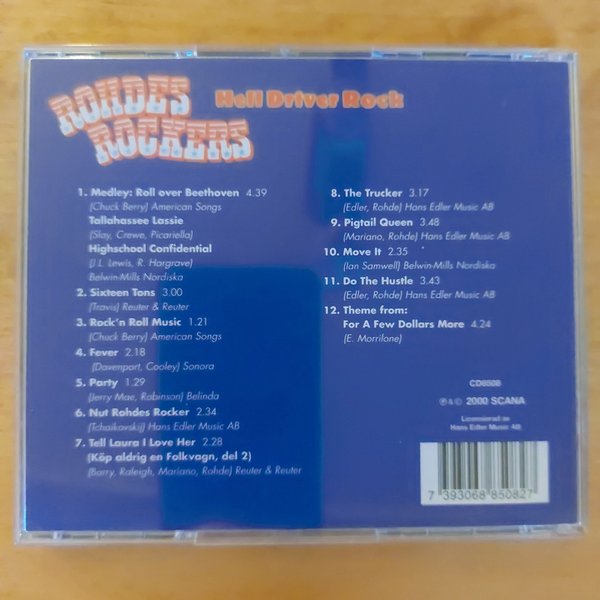 ROHDES
ROCKERS
Hell Driver Rock
1. Medley: Roll over Beethoven 4.39
(Chuck Berry) American Songs
Tallahassee Lassie
(Slay, Crewe, Picariella)
Highschool Confidential
(J.L. Lewis, R. Hargrave)
Belwin-Mills Nordiska
2. Sixteen Tons 3.00
(Travis) Reuter & Reuter
3. Rock'n Roll Music 1.21
(Chuck Berry) American Songs
4. Fever 2.18
(Davenport, Cooley) Sonora
5. Party 1.29
(Jerry Mae, Robinson) Belinda
6. Nut Rohdes Rocker 2.34
(Tchaikovskij) Hans Edler Music AB
7. Tell Laura I Love Her 2.28
(Köp aldrig en Folkvagn, del 2)
(Barry, Raleigh, Mariano, Rohde) Reuter & Reuter
8. The Trucker 3.17
(Edler, Rohde) Hans Edler Music AB
9. Pigtail Queen 3.48
(Mariano, Rohde) Hans Edler Music AB
10. Move It 2.35
(Ian Samwell) Belwin-Mills Nordiska
11. Do The Hustle 3.43
(Edler, Rohde) Hans Edler Music AB
12. Theme from:
For A Few Dollars More 4.24
(E. Morrilone)
CD8508
℗ & © 2000 SCANA
Licensierad av
Hans Edler Music AB
7 393068 850827